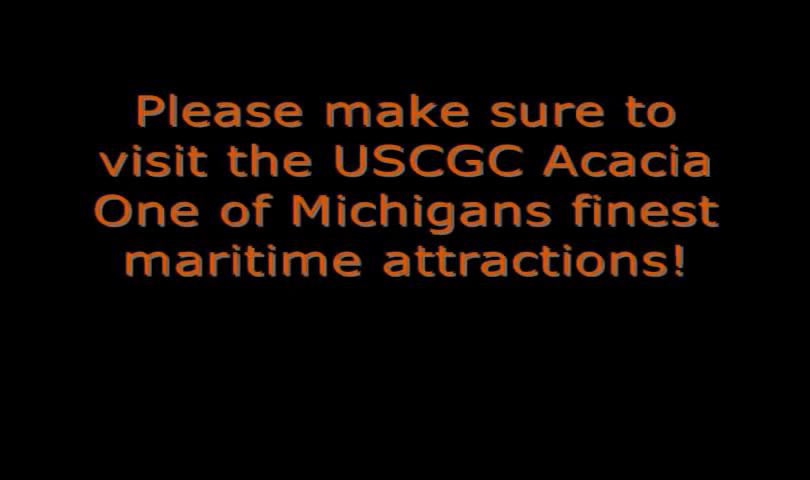 Please make sure to
visit the USCGC Acacia
One of Michigans finest
maritime attractions!